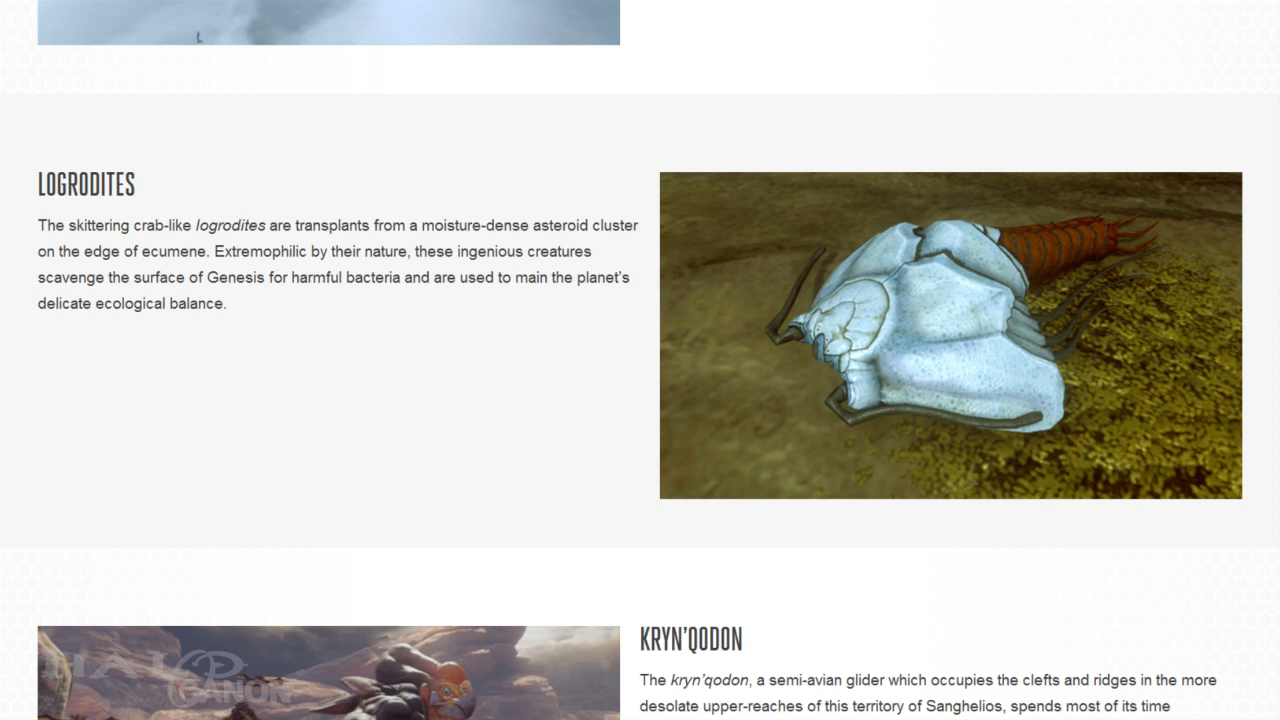 LOGRODITES
The skittering crab-like logrodites are transplants from a moisture-dense asteroid cluster
on the edge of ecumene. Extremophilic by their nature, these ingenious creatures
scavenge the surface of Genesis for harmful bacteria and are used to main the planet’s
delicate ecological balance.
HALO
CANON
KRYN’QODON
The kryn’qodon, a semi-avian glider which occupies the clefts and ridges in the more
desolate upper-reaches of this territory of Sanghelios, spends most of its time